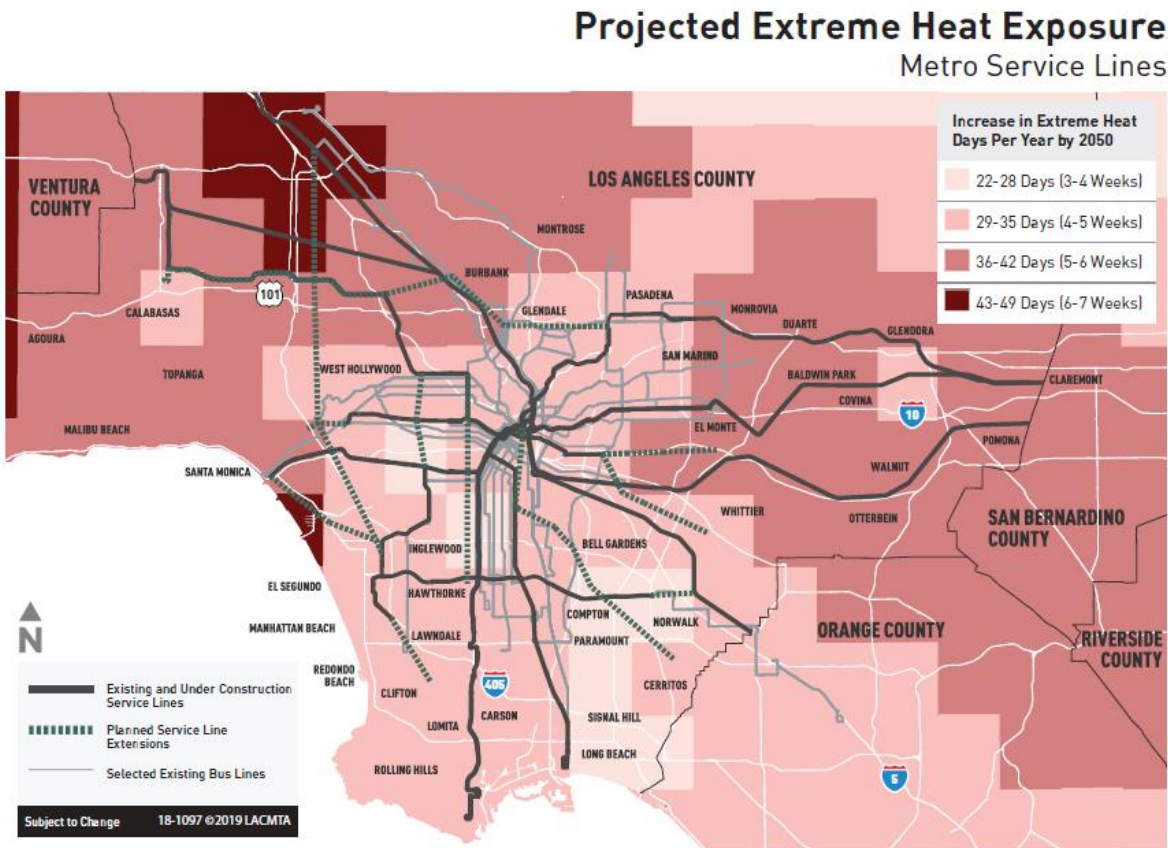 Projected Extreme Heat Exposure
Metro Service Lines
Increase in Extreme Heat
Days Per Year by 2050
22-28 Days (3-4 Weeks)
29-35 Days (4-5 Weeks)
36-42 Days (5-6 Weeks)
43-49 Days (6-7 Weeks)
VENTURA
COUNTY
LOS ANGELES COUNTY
MONTROSE
BURBANK
101
CALABASAS
AGOURA
GLENDALE
PASADENA
MONROVIA
DUARTE
GLENDORA
TOPANGA
WEST HOLLYWOOD
SAN MARINO
BALDWIN PARK
CLAREMONT
COVINA
10
MALIBU BEACH
EL MONTE
POMONA
SANTA MONICA
WALNUT
WHITTIER
OTTERBEIN
SAN BERNARDINO
COUNTY
INGLEWOOD
BELL GARDENS
EL SEGUNDO
HAWTHORNE
COMPTON
NORWALK
MANHATTAN BEACH
LAWNDALE
PARAMOUNT
ORANGE COUNTY
RIVERSIDE
COUNTY
REDONDO
BEACH
CLIFTON
405
CERRITOS
LOMITA
CARSON
SIGNAL HILL
LONG BEACH
ROLLING HILLS
5
N
Existing and Under Construction
Service Lines
Planned Service Line
Extensions
Selected Existing Bus Lines
Subject to Change 18-1097 ©2019 LACMTA